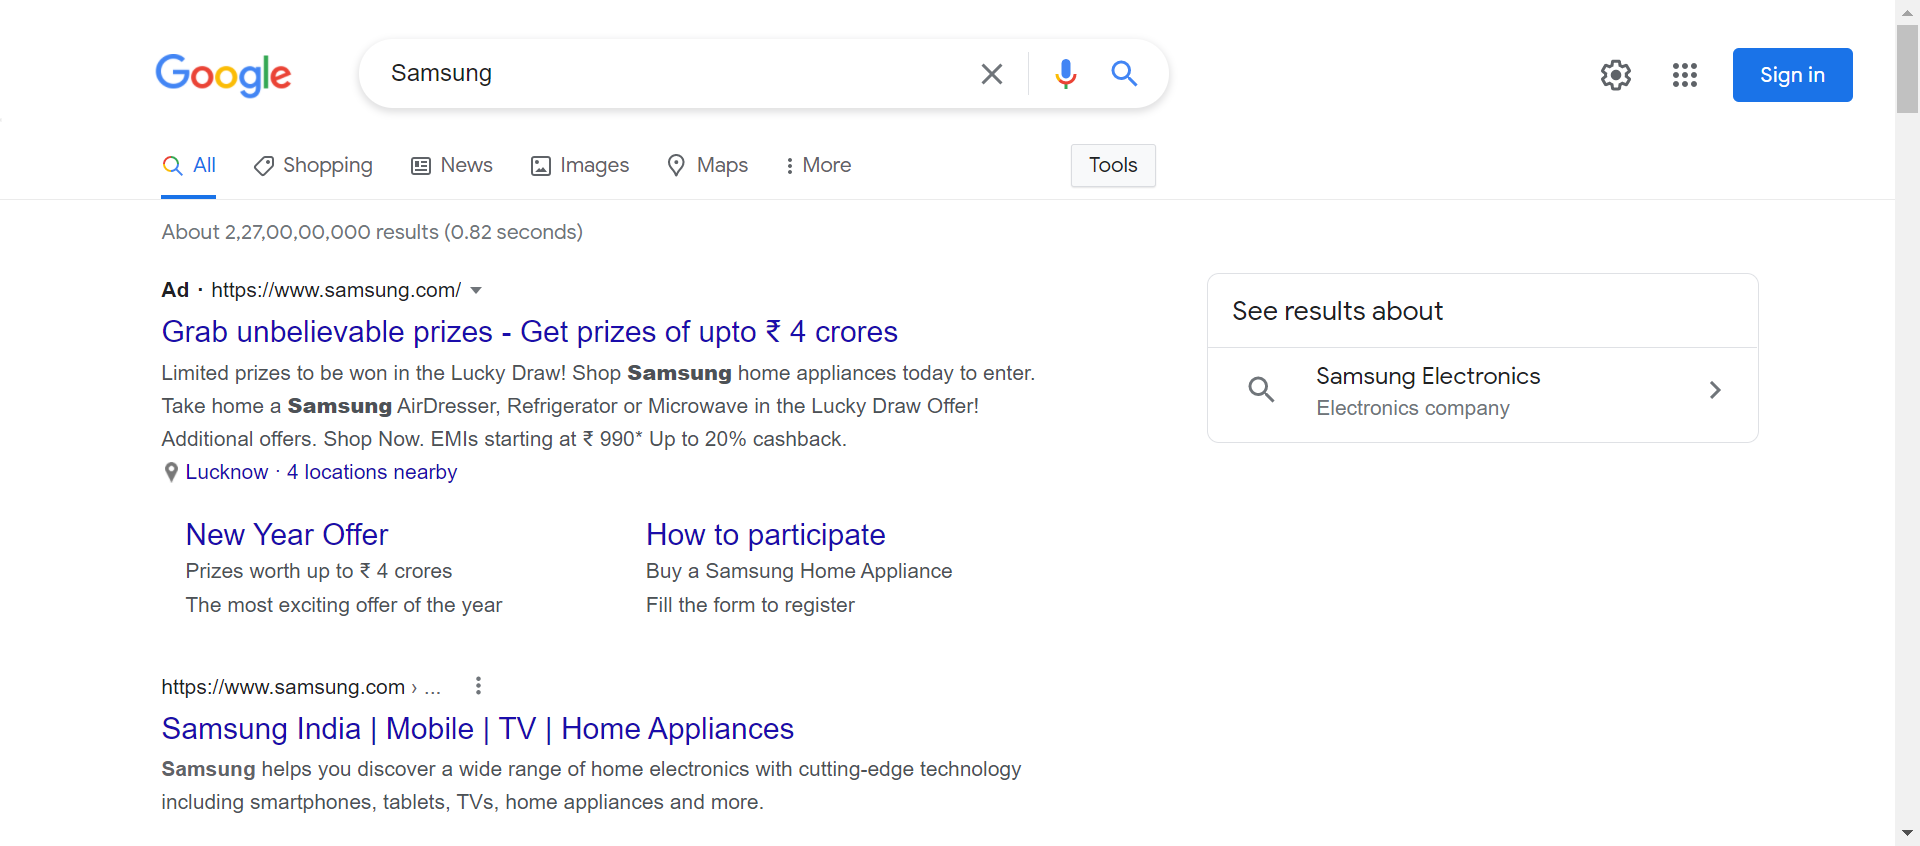 Google
Samsung
Sign in
All
Shopping
News
Images
Maps
More
Tools
About 2,27,00,00,000 results (0.82 seconds)
Ad · https://www.samsung.com/
Grab unbelievable prizes - Get prizes of upto ₹ 4 crores
Limited prizes to be won in the Lucky Draw! Shop Samsung home appliances today to enter.
Take home a Samsung AirDresser, Refrigerator or Microwave in the Lucky Draw Offer!
Additional offers. Shop Now. EMIs starting at ₹ 990* Up to 20% cashback.
Lucknow · 4 locations nearby
New Year Offer
Prizes worth up to ₹ 4 crores
The most exciting offer of the year
How to participate
Buy a Samsung Home Appliance
Fill the form to register
https://www.samsung.com › ...
Samsung India | Mobile | TV | Home Appliances
Samsung helps you discover a wide range of home electronics with cutting-edge technology
including smartphones, tablets, TVs, home appliances and more.
See results about
Samsung Electronics
Electronics company